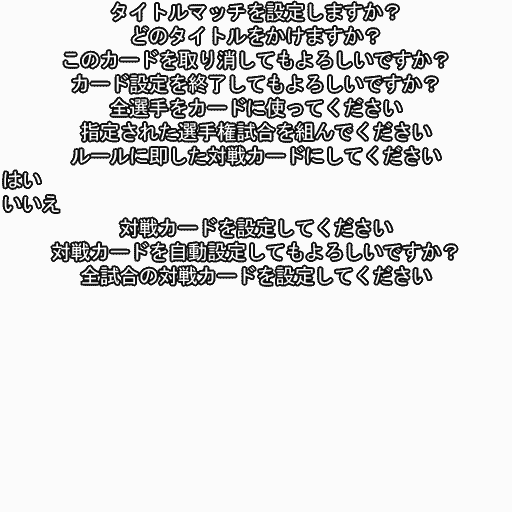 タイトルマッチを設定しますか？
どのタイトルをかけますか？
このカードを取り消してもよろしいですか？
カード設定を終了してもよろしいですか？
全選手をカードに使ってください
指定された選手権試合を組んでください
ルールに即した対戦カードにしてください
はい
いいえ
対戦カードを設定してください
対戦カードを自動設定してもよろしいですか？
全試合の対戦カードを設定してください